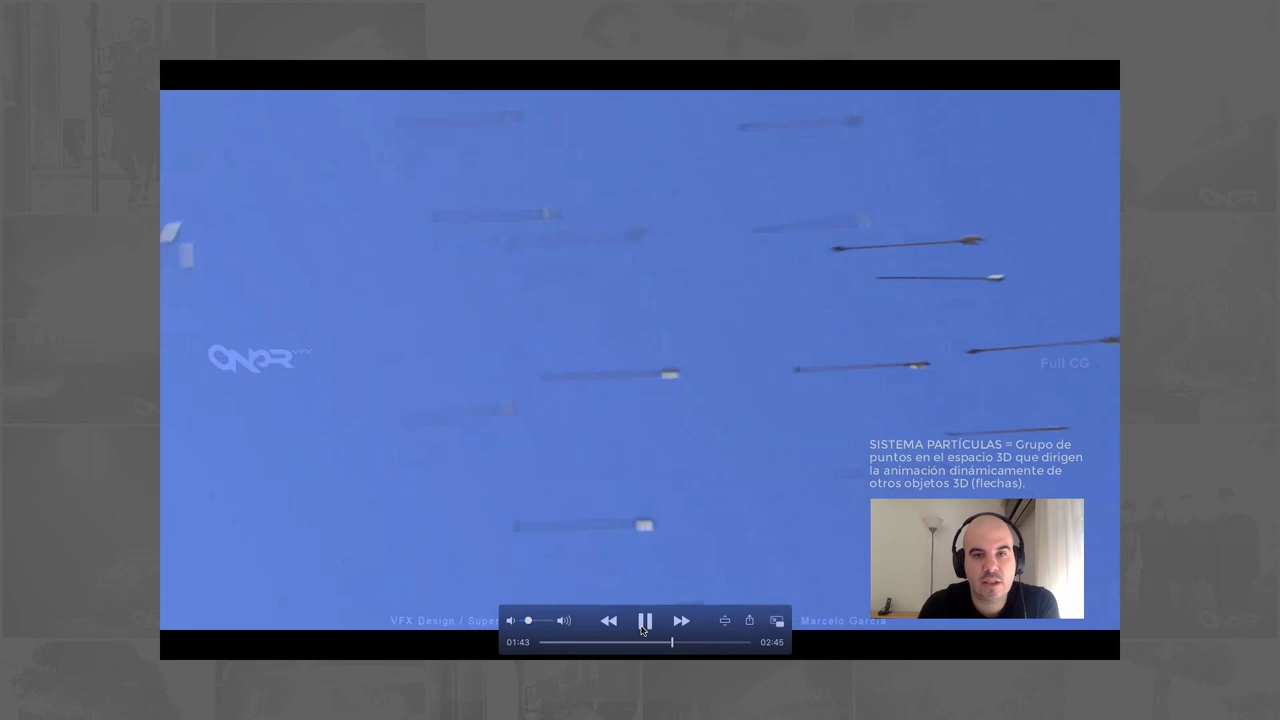 ONOR VFX
Full CG
SISTEMA PARTÍCULAS = Grupo de
puntos en el espacio 3D que dirigen
la animación dinámicamente de
otros objetos 3D (flechas).
VFX Design / Super
Marcelo García
01:43
02:45